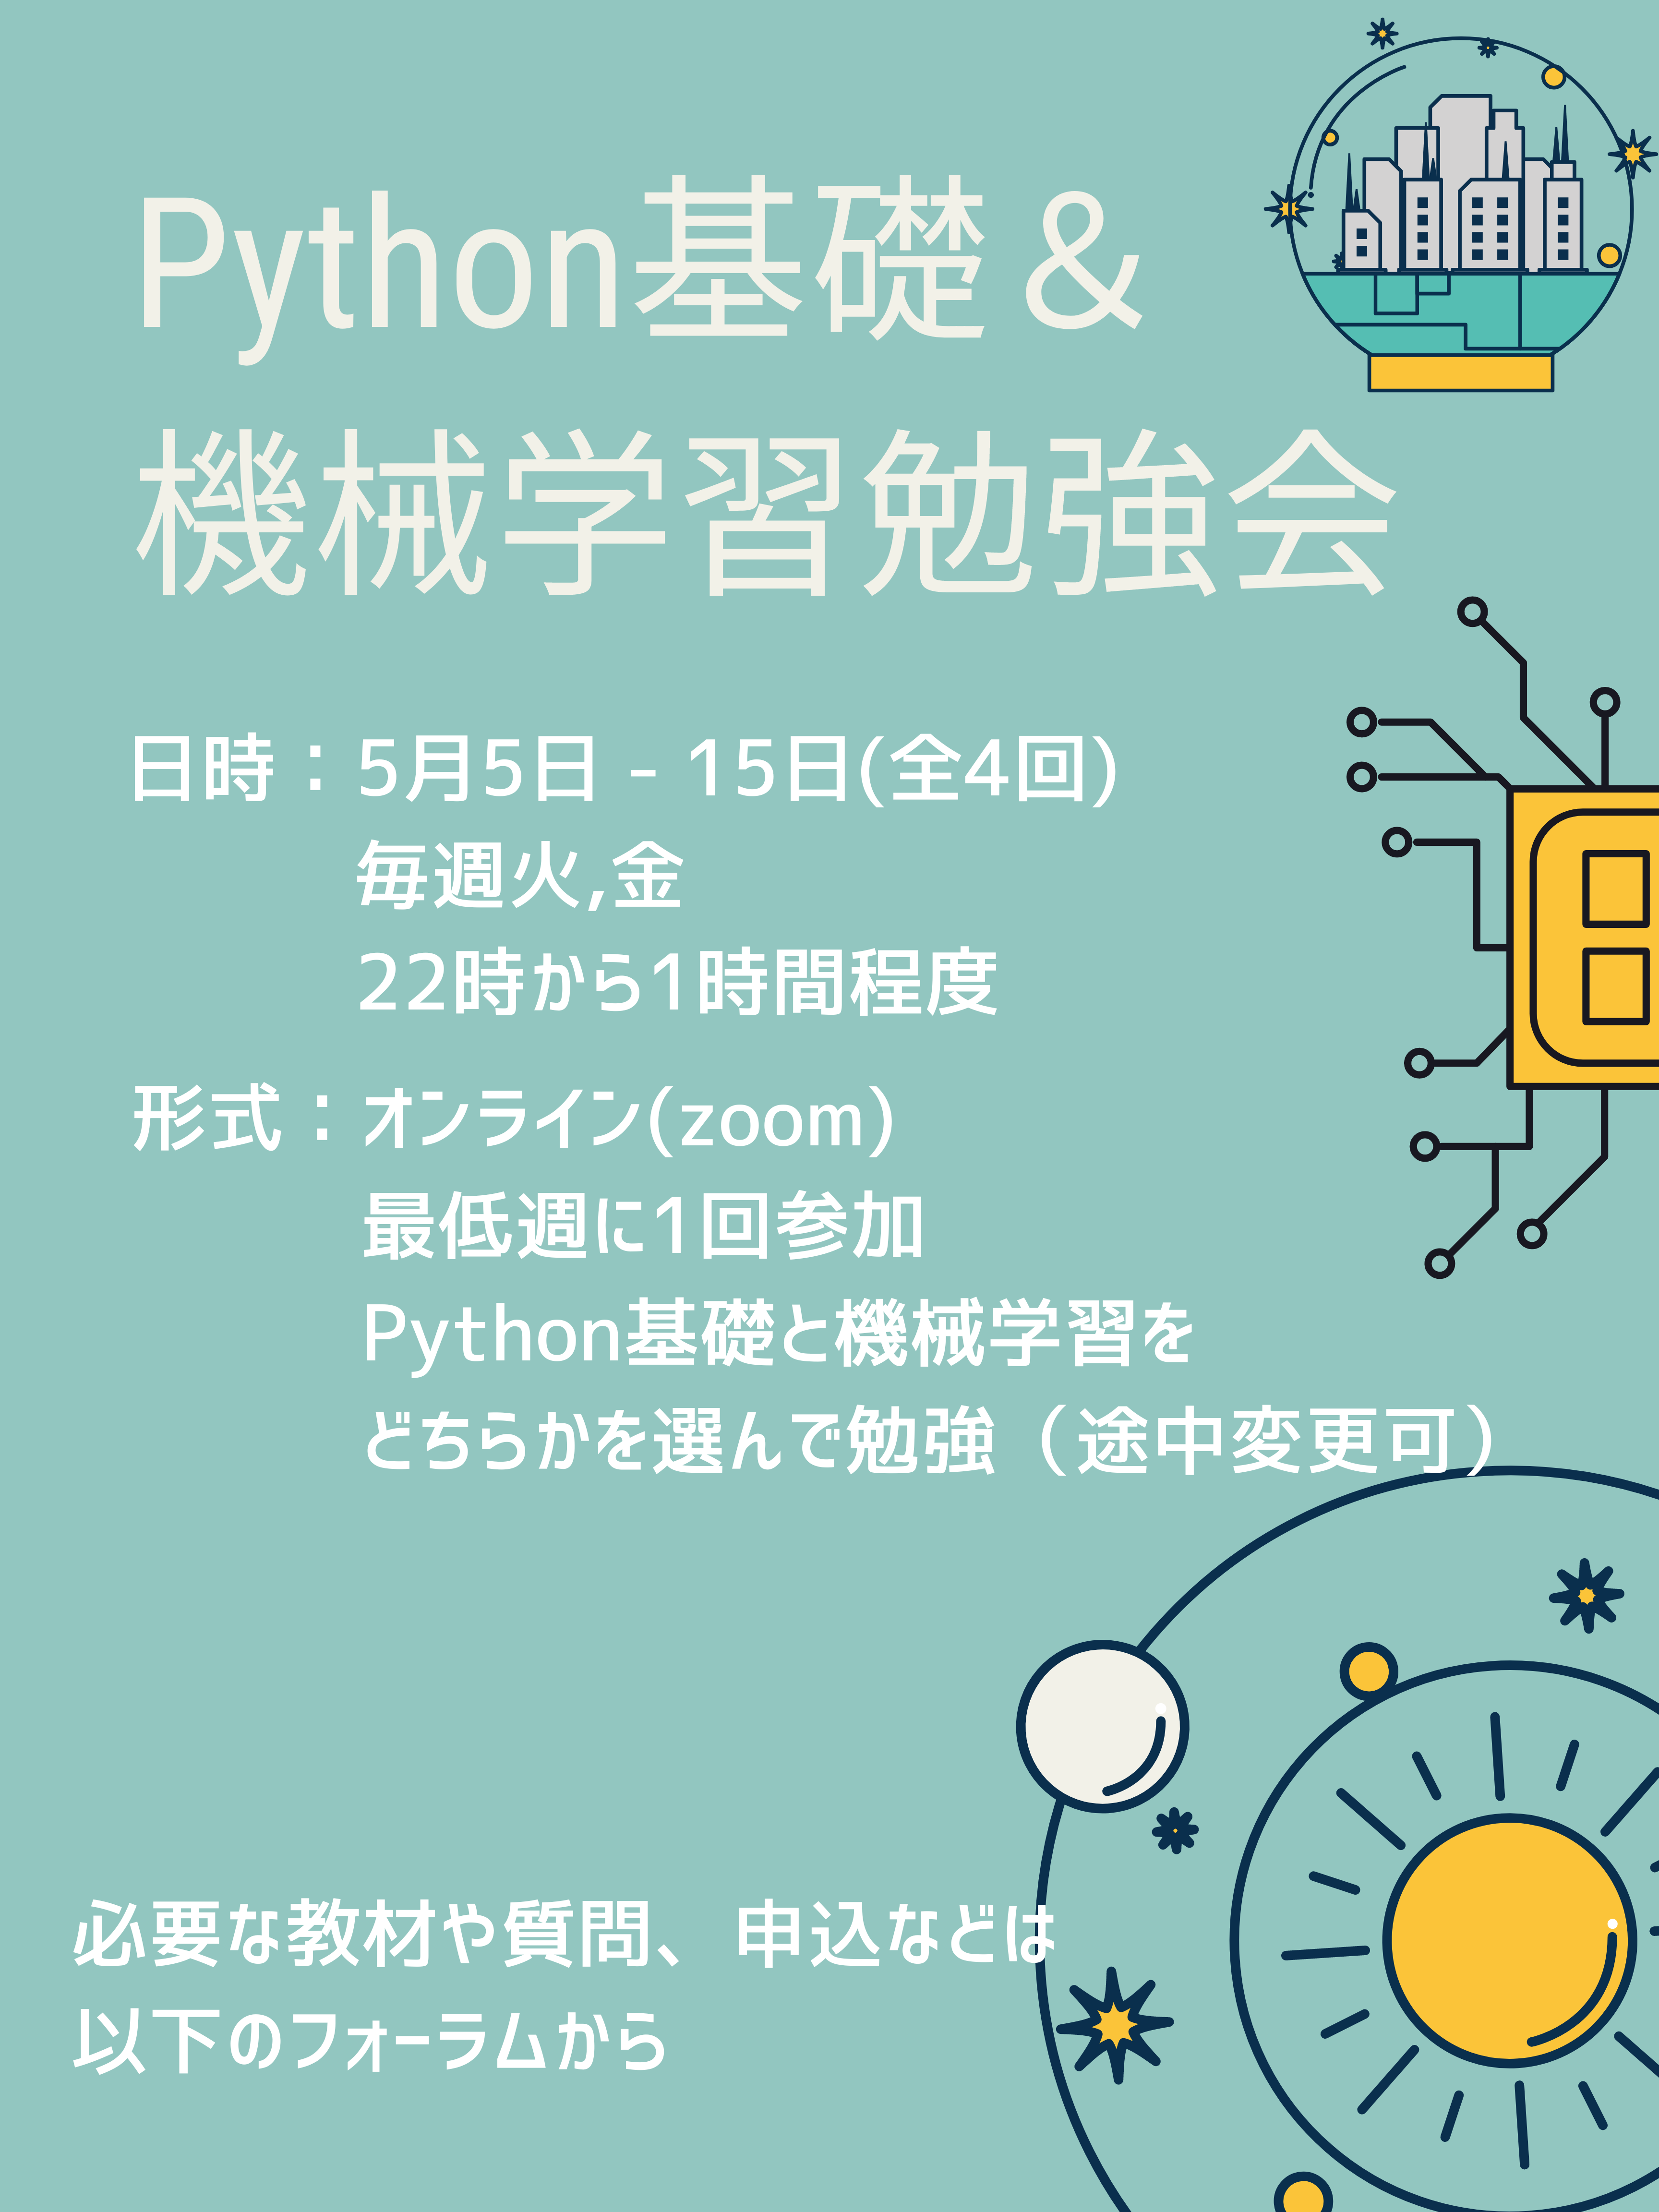 Python基礎 &
機械学習勉強会
日時：5月5日 - 15日(全4回)
毎週火,金
22時から1時間程度
形式：オンライン(zoom)
最低週に1回参加
Python基礎と機械学習を
どちらかを選んで勉強（途中変更可）
必要な教材や質問、 申込などは
以下のフォーラムから